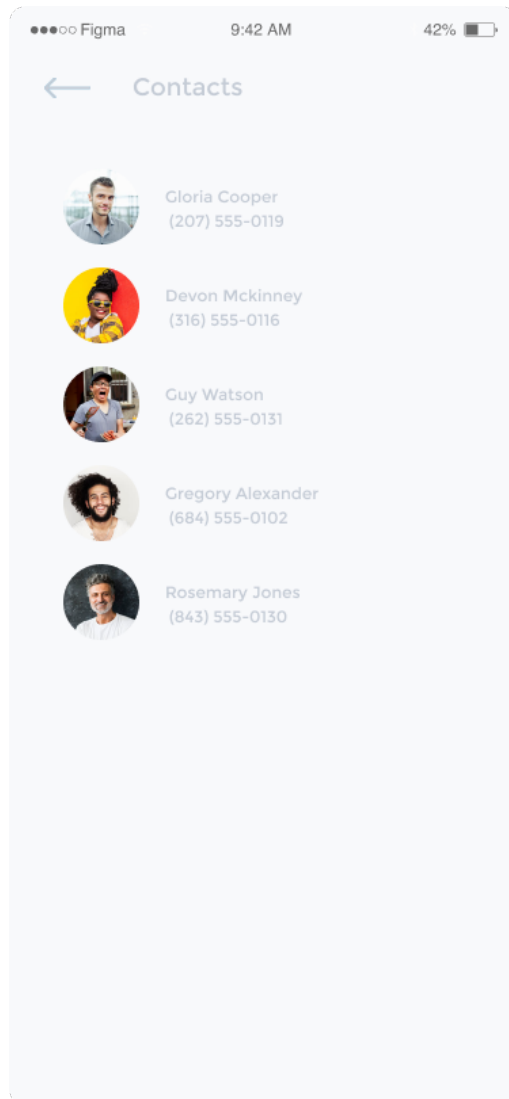 ●●●○○ Figma 9:42 AM 42%
Contacts
Gloria Cooper
(207) 555-0119
Devon Mckinney
(316) 555-0116
Guy Watson
(262) 555-0131
Gregory Alexander
(684) 555-0102
Rosemary Jones
(843) 555-0130